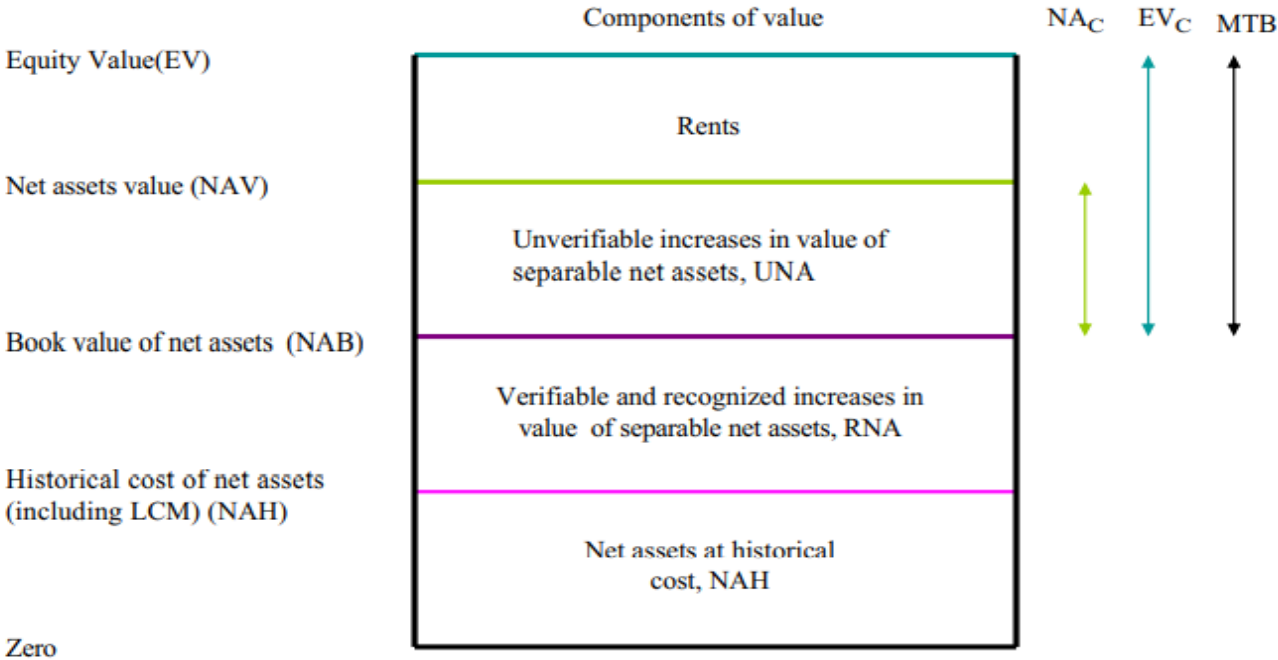 Components of value
NA_C EV_C MTB
Equity Value(EV)
Rents
Net assets value (NAV)
Unverifiable increases in value of
separable net assets, UNA
Book value of net assets (NAB)
Verifiable and recognized increases in
value of separable net assets, RNA
Historical cost of net assets
(including LCM) (NAH)
Net assets at historical
cost, NAH
Zero